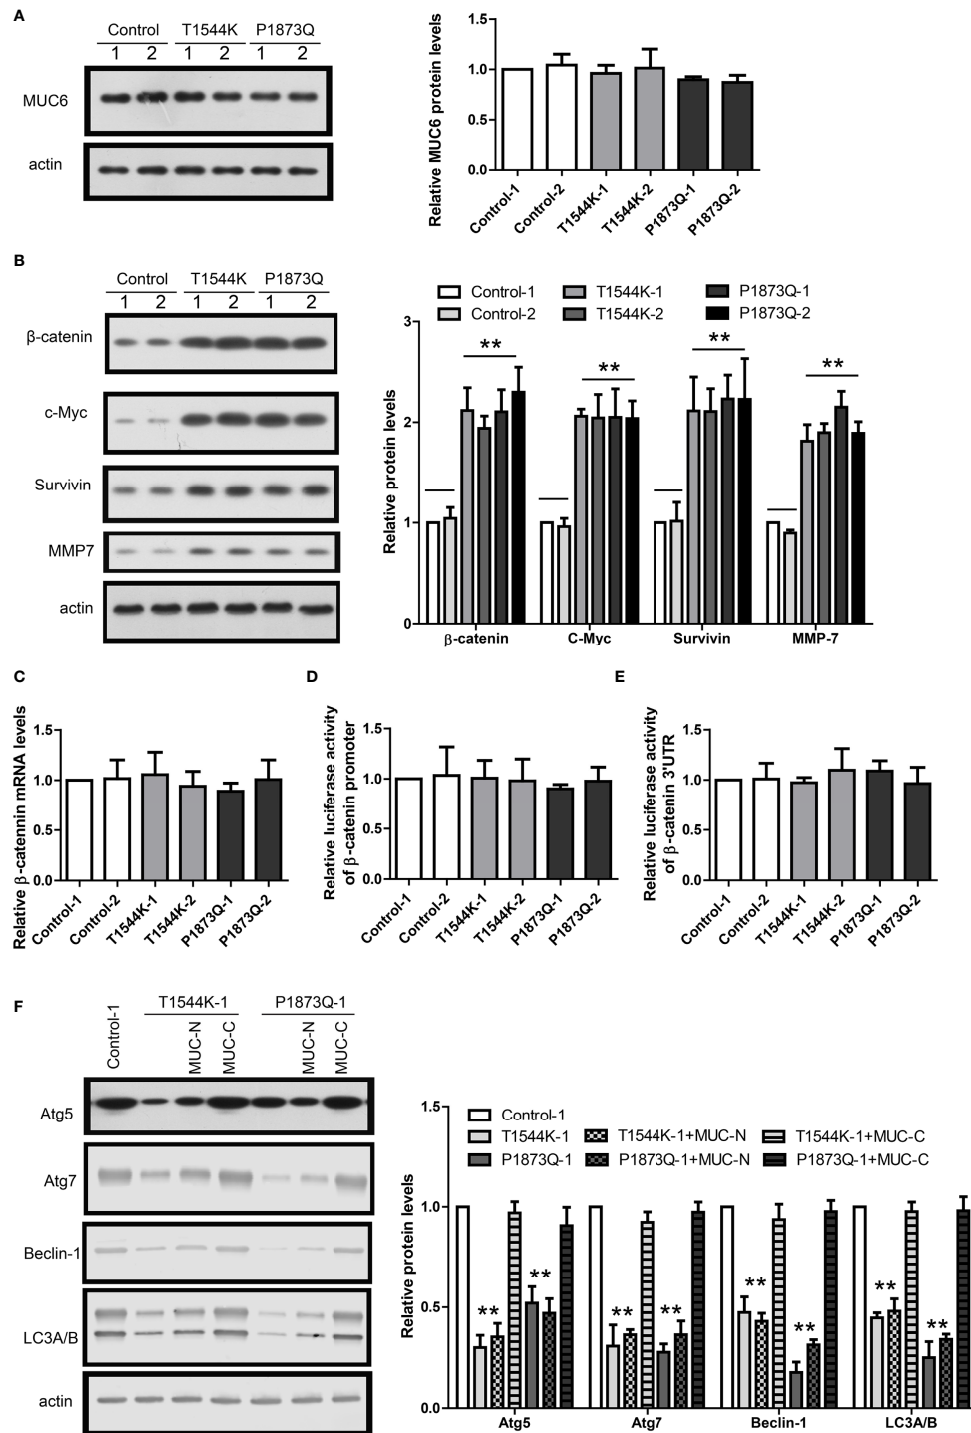 A
Control T1544K P1873Q
1 2 1 2 1 2
MUC6
actin
Relative MUC6 protein levels
1.5
1.0
0.5
0.0
Control-1
Control-2
T1544K-1
T1544K-2
P1873Q-1
P1873Q-2
B
Control T1544K P1873Q
1 2 1 2 1 2
β-catenin
c-Myc
Survivin
MMP7
actin
Control-1 T1544K-1 P1873Q-1
Control-2 T1544K-2 P1873Q-2
Relative protein levels
3
2
1
0
** ** ** **
β-catenin C-Myc Survivin MMP-7
C
Relative β-catennin mRNA levels
1.5
1.0
0.5
0.0
Control-1
Control-2
T1544K-1
T1544K-2
P1873Q-1
P1873Q-2
D
Relative luciferase activity
of β-catenin promoter
1.5
1.0
0.5
0.0
Control-1
Control-2
T1544K-1
T1544K-2
P1873Q-1
P1873Q-2
E
Relative luciferase activity
of β-catenin 3'UTR
1.5
1.0
0.5
0.0
Control-1
Control-2
T1544K-1
T1544K-2
P1873Q-1
P1873Q-2
F
Control-1
T1544K-1 P1873Q-1
MUC-N
MUC-C
MUC-N
MUC-C
Atg5
Atg7
Beclin-1
LC3A/B
actin
Relative protein levels
1.5
1.0
0.5
0.0
Control-1
T1544K-1 T1544K-1+MUC-N T1544K-1+MUC-C
P1873Q-1 P1873Q-1+MUC-N P1873Q-1+MUC-C
** ** ** ** ** ** ** **
Atg5 Atg7 Beclin-1 LC3A/B